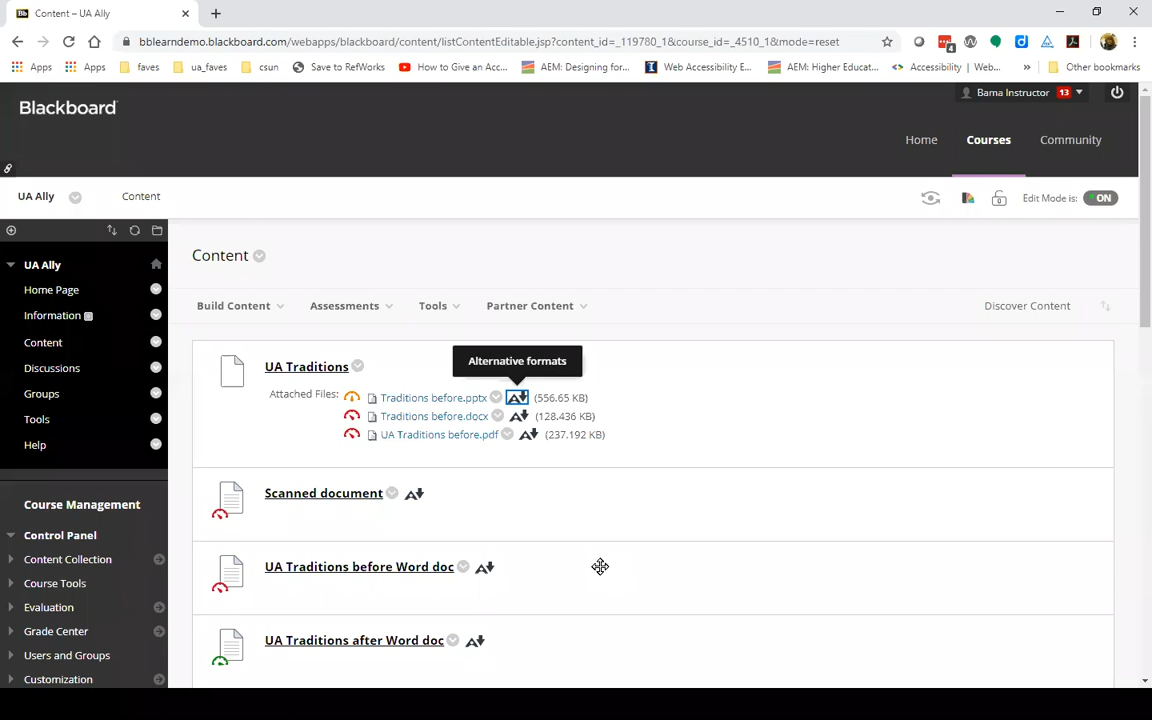 Content – UA Ally
bblearndemo.blackboard.com/webapps/blackboard/content/listContentEditable.jsp?content_id=_119780_1&course_id=_4510_1&mode=reset
4
Apps
Apps
faves
ua_faves
csun
Save to RefWorks
How to Give an Acc...
AEM: Designing for...
Web Accessibility E...
AEM: Higher Educat...
Accessibility | Web...
»
Other bookmarks
Blackboard
Bama Instructor 13
Home
Courses
Community
UA Ally
Content
Edit Mode is: ON
UA Ally
Home Page
Information
Content
Discussions
Groups
Tools
Help
Course Management
Control Panel
Content Collection
Course Tools
Evaluation
Grade Center
Users and Groups
Customization
Content
Build Content
Assessments
Tools
Partner Content
Discover Content
UA Traditions
Alternative formats
Attached Files:
Traditions before.pptx (556.65 KB)
Traditions before.docx (128.436 KB)
UA Traditions before.pdf (237.192 KB)
Scanned document
UA Traditions before Word doc
UA Traditions after Word doc